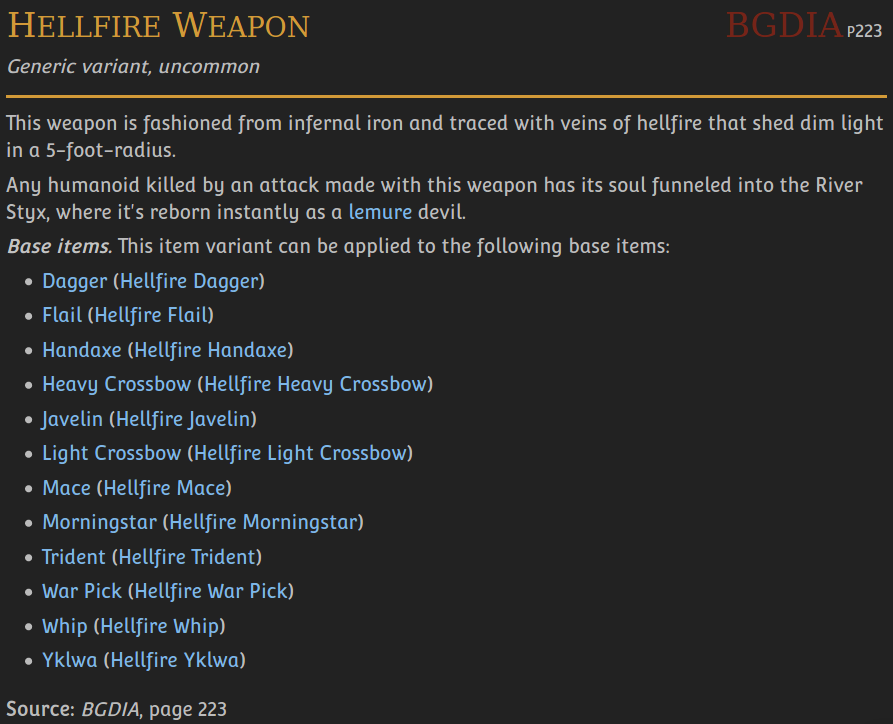 Hellfire Weapon
BGDIA P223
Generic variant, uncommon
This weapon is fashioned from infernal iron and traced with veins of hellfire that shed dim light
in a 5-foot-radius.
Any humanoid killed by an attack made with this weapon has its soul funneled into the River
Styx, where it's reborn instantly as a lemure devil.
Base items. This item variant can be applied to the following base items:
• Dagger (Hellfire Dagger)
• Flail (Hellfire Flail)
• Handaxe (Hellfire Handaxe)
• Heavy Crossbow (Hellfire Heavy Crossbow)
• Javelin (Hellfire Javelin)
• Light Crossbow (Hellfire Light Crossbow)
• Mace (Hellfire Mace)
• Morningstar (Hellfire Morningstar)
• Trident (Hellfire Trident)
• War Pick (Hellfire War Pick)
• Whip (Hellfire Whip)
• Yklwa (Hellfire Yklwa)
Source: BGDIA, page 223